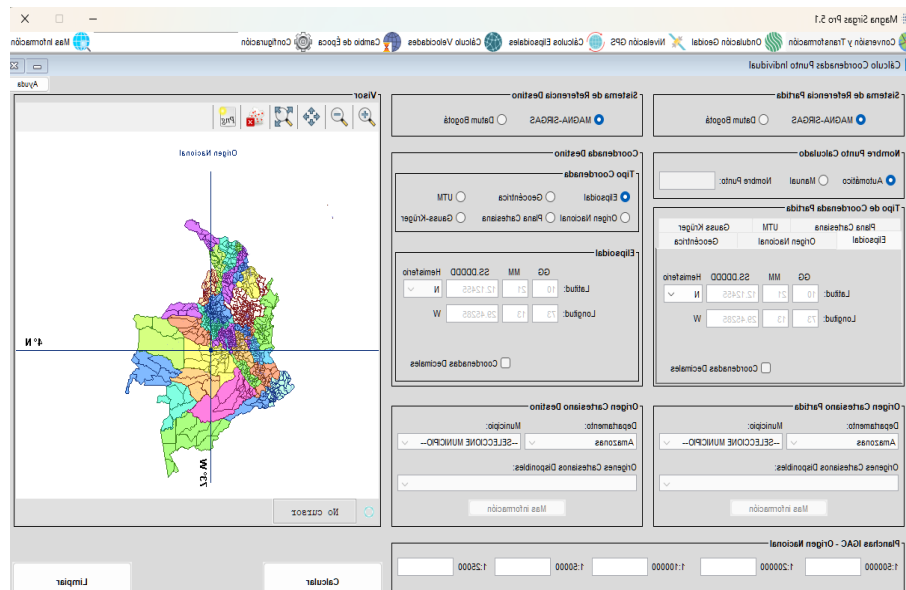 Magna Sirgas Pro 5.1
Conversión y Transformación Ondulación Geoidal Nivelación GPS Cálculos Elipsoidales Cálculo Velocidades Cambio de Época Configuración Mas Información
Cálculo Coordenadas Punto Individual
Ayuda
Sistema de Referencia Partida
MAGNA-SIRGAS Datum Bogotá
Nombre Punto Calculado
Automático Manual Nombre Punto:
Tipo de Coordenada Partida
Plana Cartesiana UTM Gauss Krüger
Elipsoidal Origen Nacional Geocéntrica
GG MM SS.DDDDD Hemisferio
Latitud: 10 21 12.12455 N
Longitud: 73 13 29.45285 W
Coordenadas Decimales
Origen Cartesiano Partida
Departamento: Municipio:
Amazonas --SELECCIONE MUNICIPIO--
Orígenes Cartesianos Disponibles:
Mas información
Sistema de Referencia Destino
MAGNA-SIRGAS Datum Bogotá
Coordenada Destino
Tipo Coordenada
Elipsoidal Geocéntrica UTM
Origen Nacional Plana Cartesiana Gauss-Krüger
Elipsoidal
GG MM SS.DDDDD Hemisferio
Latitud: 10 21 12.12455 N
Longitud: 73 13 29.45285 W
Coordenadas Decimales
Origen Cartesiano Destino
Departamento: Municipio:
Amazonas --SELECCIONE MUNICIPIO--
Orígenes Cartesianos Disponibles:
Mas información
Visor
Png
Origen Nacional
4° N
73° W
No cursor
Planchas IGAC - Origen Nacional
1:500000 1:200000 1:100000 1:50000 1:25000
Calcular Limpiar